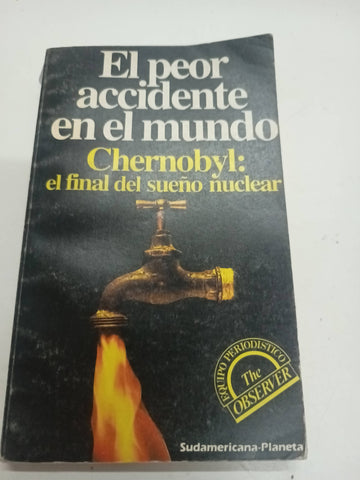 El peor
accidente
en el mundo
Chernobyl:
el final del sueño nuclear
EQUIPO PERIODISTICO
The
OBSERVER
Sudamericana-Planeta